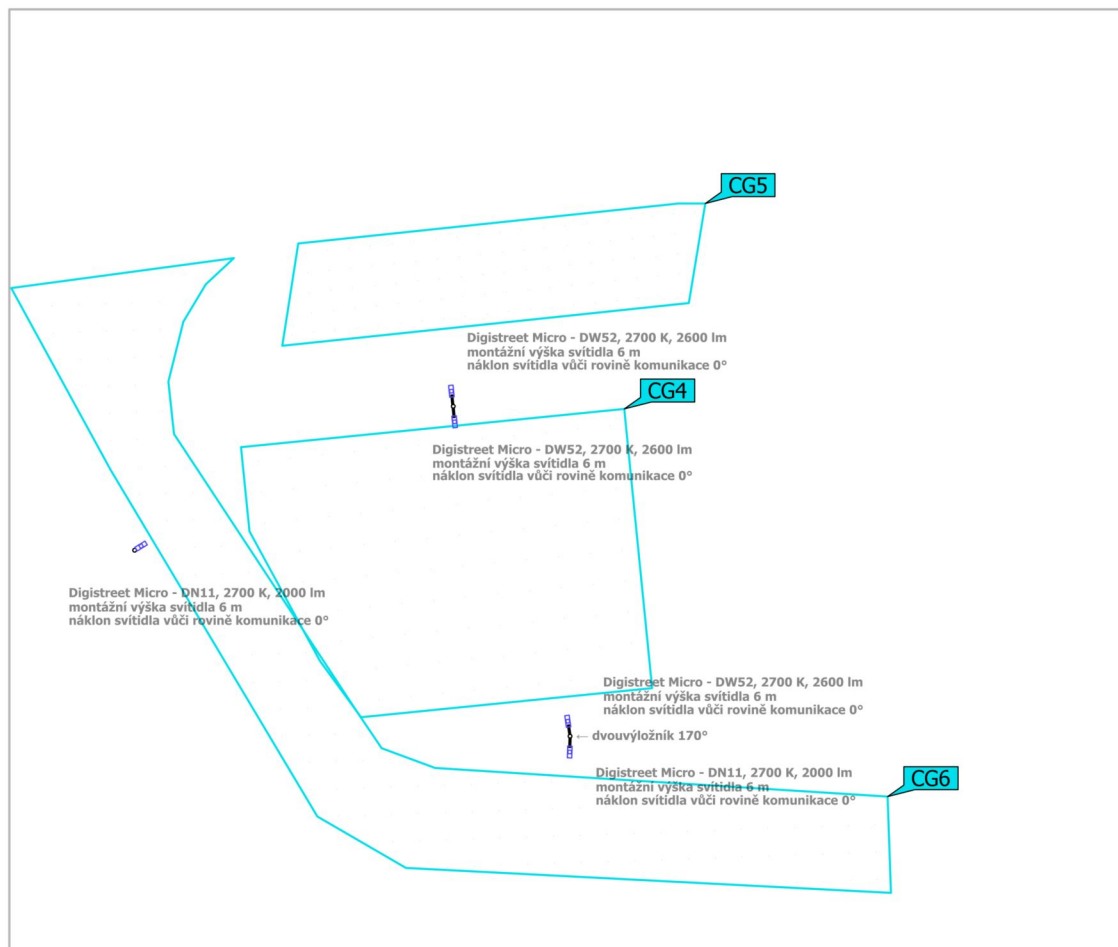 CG5
Digistreet Micro - DW52, 2700 K, 2600 lm
montážní výška svítidla 6 m
náklon svítidla vůči rovině komunikace 0°
CG4
Digistreet Micro - DW52, 2700 K, 2600 lm
montážní výška svítidla 6 m
náklon svítidla vůči rovině komunikace 0°
Digistreet Micro - DN11, 2700 K, 2000 lm
montážní výška svítidla 6 m
náklon svítidla vůči rovině komunikace 0°
Digistreet Micro - DW52, 2700 K, 2600 lm
montážní výška svítidla 6 m
náklon svítidla vůči rovině komunikace 0°
← dvouvýložník 170°
Digistreet Micro - DN11, 2700 K, 2000 lm
montážní výška svítidla 6 m
náklon svítidla vůči rovině komunikace 0°
CG6